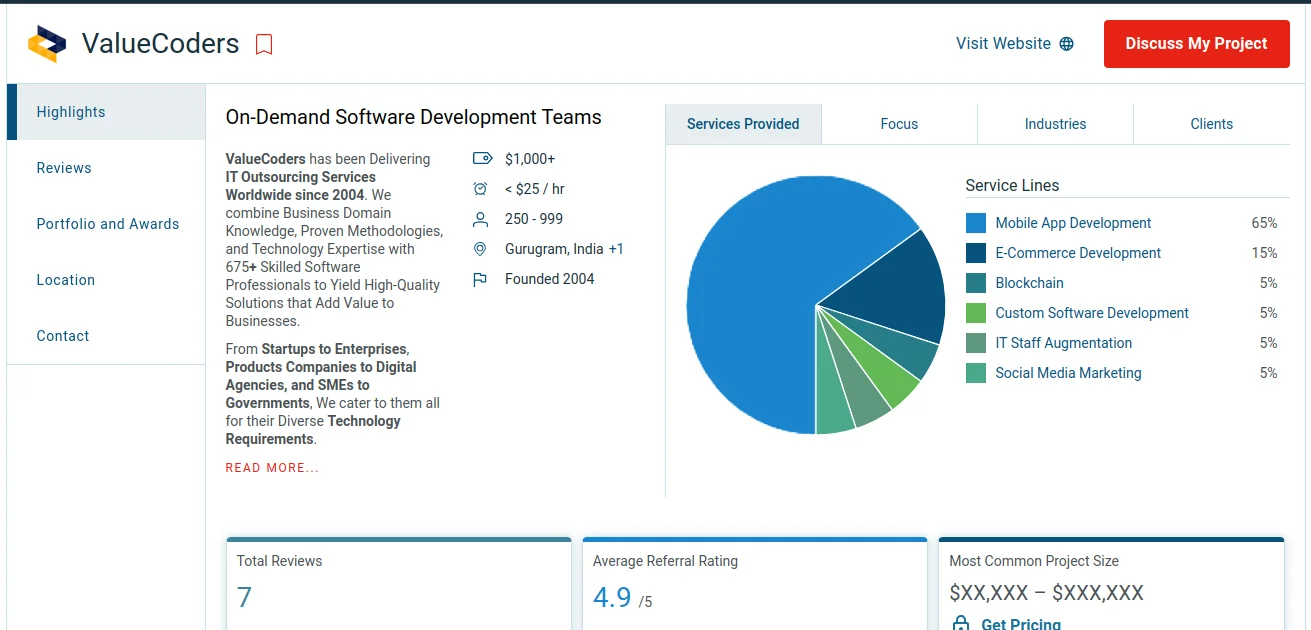 ValueCoders
Visit Website
Discuss My Project
Highlights
Reviews
Portfolio and Awards
Location
Contact
On-Demand Software Development Teams
ValueCoders has been Delivering
IT Outsourcing Services
Worldwide since 2004. We
combine Business Domain
Knowledge, Proven Methodologies,
and Technology Expertise with
675+ Skilled Software
Professionals to Yield High-Quality
Solutions that Add Value to
Businesses.
From Startups to Enterprises,
Products Companies to Digital
Agencies, and SMEs to
Governments, We cater to them all
for their Diverse Technology
Requirements.
READ MORE...
$1,000+
< $25 / hr
250 - 999
Gurugram, India +1
Founded 2004
Services Provided
Focus
Industries
Clients
Service Lines
Mobile App Development 65%
E-Commerce Development 15%
Blockchain 5%
Custom Software Development 5%
IT Staff Augmentation 5%
Social Media Marketing 5%
Total Reviews
7
Average Referral Rating
4.9 /5
Most Common Project Size
$XX,XXX – $XXX,XXX
Get Pricing